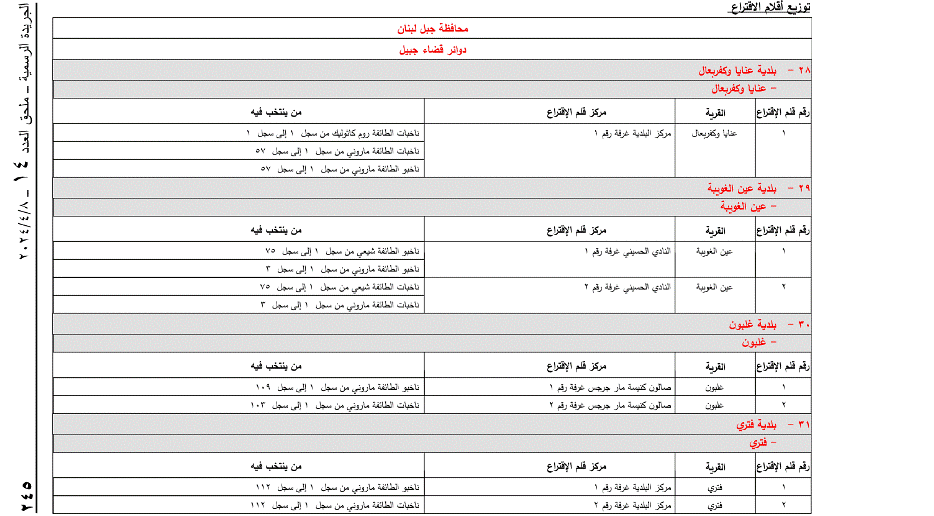 توزيع أقلام الاقتراع
محافظة جبل لبنان
دوائر قضاء جبيل
٢٨ - بلدية عنايا وكفربعال
- عنايا وكفربعال
رقم قلم الإقتراع القرية مركز قلم الإقتراع من ينتخب فيه
١ عنايا وكفربعال مركز البلدية غرفة رقم ١ ناخبات الطائفة روم كاثوليك من سجل ١ إلى سجل ١
ناخبات الطائفة ماروني من سجل ١ إلى سجل ٥٧
ناخبو الطائفة ماروني من سجل ١ إلى سجل ٥٧
٢٩ - بلدية عين الغويبة
- عين الغويبة
رقم قلم الإقتراع القرية مركز قلم الإقتراع من ينتخب فيه
١ عين الغويبة النادي الحسيني غرفة رقم ١ ناخبو الطائفة شيعي من سجل ١ إلى سجل ٧٥
ناخبو الطائفة ماروني من سجل ١ إلى سجل ٣
٢ عين الغويبة النادي الحسيني غرفة رقم ٢ ناخبات الطائفة شيعي من سجل ١ إلى سجل ٧٥
ناخبات الطائفة ماروني من سجل ١ إلى سجل ٣
٣٠ - بلدية غلبون
- غلبون
رقم قلم الإقتراع القرية مركز قلم الإقتراع من ينتخب فيه
١ غلبون صالون كنيسة مار جرجس غرفة رقم ١ ناخبو الطائفة ماروني من سجل ١ إلى سجل ١٠٩
٢ غلبون صالون كنيسة مار جرجس غرفة رقم ٢ ناخبات الطائفة ماروني من سجل ١ إلى سجل ١٠٣
٣١ - بلدية فتري
- فتري
رقم قلم الإقتراع القرية مركز قلم الإقتراع من ينتخب فيه
١ فتري مركز البلدية غرفة رقم ١ ناخبو الطائفة ماروني من سجل ١ إلى سجل ١١٢
٢ فتري مركز البلدية غرفة رقم ٢ ناخبات الطائفة ماروني من سجل ١ إلى سجل ١١٢
الجريدة الرسمية – ملحق العدد ١٤ – ٢٠٢٤/٤/٨
٢٤٥